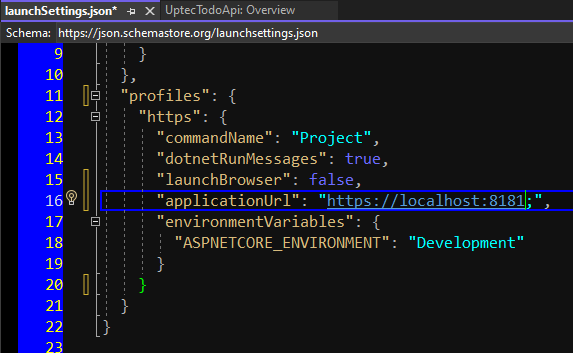 launchSettings.json*
UptecTodoApi: Overview
Schema: https://json.schemastore.org/launchsettings.json
9 }
10 },
11 "profiles": {
12 "https": {
13 "commandName": "Project",
14 "dotnetRunMessages": true,
15 "launchBrowser": false,
16 "applicationUrl": "https://localhost:8181;",
17 "environmentVariables": {
18 "ASPNETCORE_ENVIRONMENT": "Development"
19 }
20 }
21 }
22 }
23